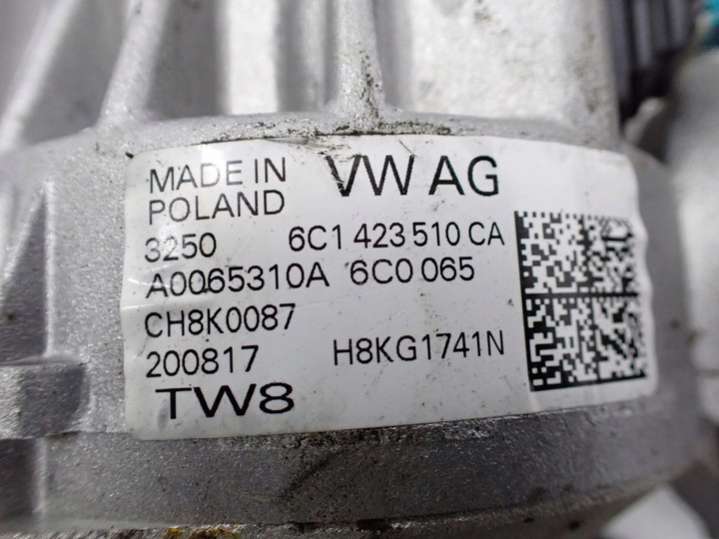 MADE IN POLAND VW AG
3250 6C1 423 510 CA
A0065310A 6C0 065
CH8K0087
200817 H8KG1741N
TW8